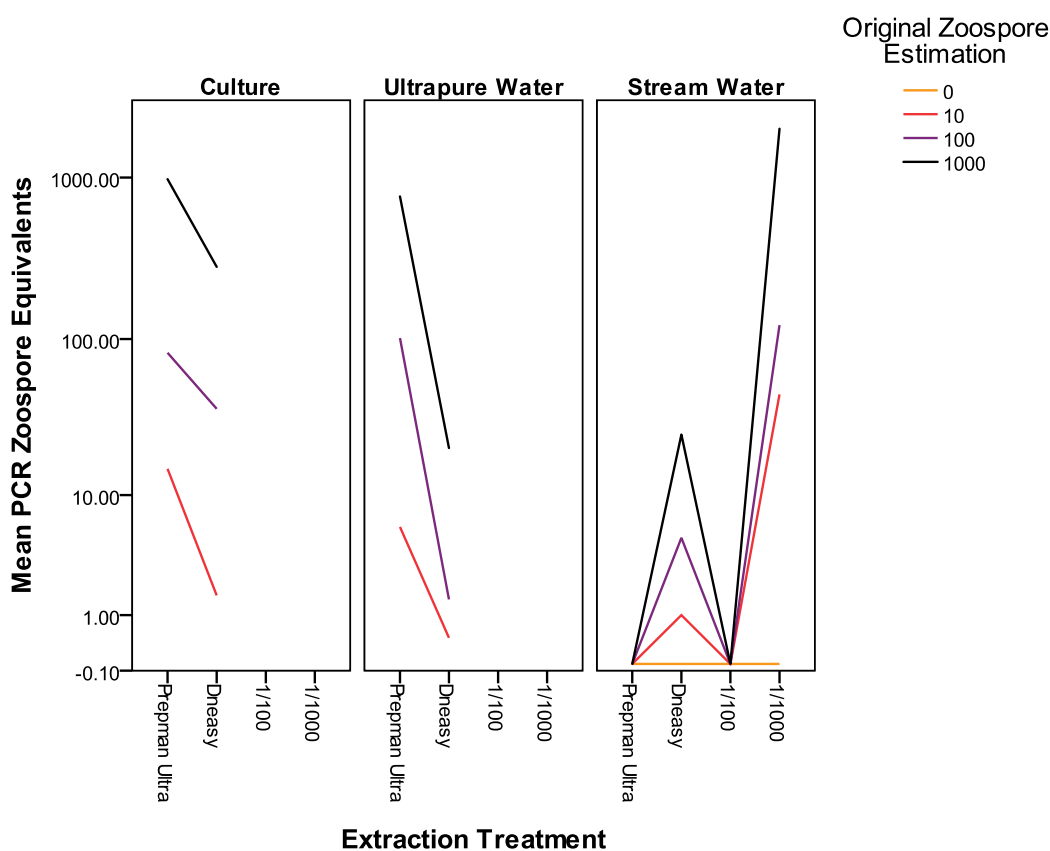 Original Zoospore
Estimation
0
10
100
1000
Culture
Ultrapure Water
Stream Water
Mean PCR Zoospore Equivalents
1000.00
100.00
10.00
1.00
-0.10
Prepman Ultra
Dneasy
1/100
1/1000
Prepman Ultra
Dneasy
1/100
1/1000
Prepman Ultra
Dneasy
1/100
1/1000
Extraction Treatment